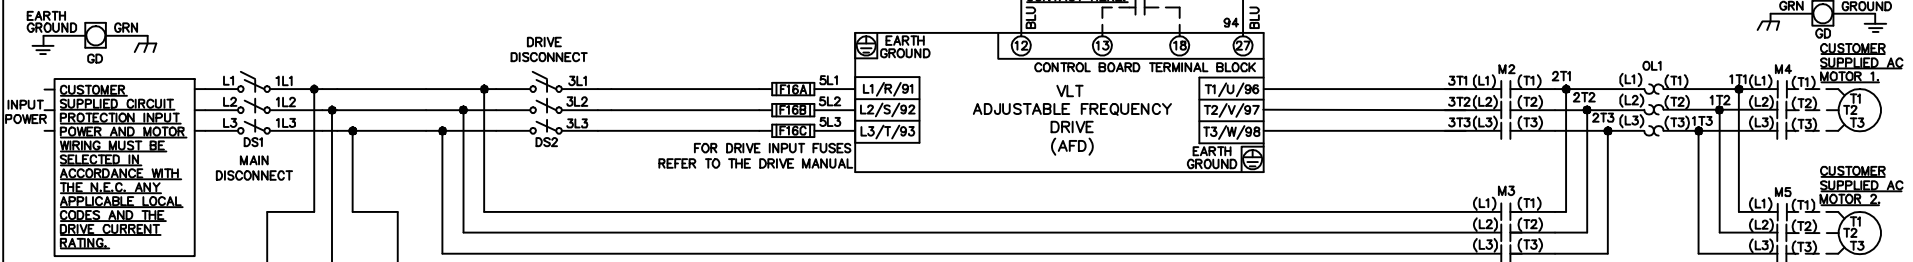 EARTH
GROUND
GRN
GD
INPUT
POWER
CUSTOMER
SUPPLIED CIRCUIT
PROTECTION INPUT
POWER AND MOTOR
WIRING MUST BE
SELECTED IN
ACCORDANCE WITH
THE N.E.C. ANY
APPLICABLE LOCAL
CODES AND THE
DRIVE CURRENT
RATING.
L1 1L1
L2 1L2
L3 1L3
DS1
MAIN
DISCONNECT
DRIVE
DISCONNECT
3L1
3L2
3L3
DS2
F16A 5L1
F16B 5L2
F16C 5L3
FOR DRIVE INPUT FUSES
REFER TO THE DRIVE MANUAL
BLU
94 BLU
EARTH
GROUND
12 13 18 27
CONTROL BOARD TERMINAL BLOCK
L1/R/91
L2/S/92
L3/T/93
VLT
ADJUSTABLE FREQUENCY
DRIVE
(AFD)
T1/U/96
T2/V/97
T3/W/98
EARTH
GROUND
M2
3T1 (L1) (T1) 2T1
3T2(L2) (T2) 2T2
3T3(L3) (T3) 2T3
OL1
(L1) (T1) 1T1
(L2) (T2) 1T2
(L3) (T3) 1T3
M4
(L1) (T1)
(L2) (T2)
(L3) (T3)
GRN
GROUND
GD
CUSTOMER
SUPPLIED AC
MOTOR 1.
T1
T2
T3
M3
(L1) (T1)
(L2) (T2)
(L3) (T3)
M5
(L1) (T1)
(L2) (T2)
(L3) (T3)
CUSTOMER
SUPPLIED AC
MOTOR 2.
T1
T2
T3